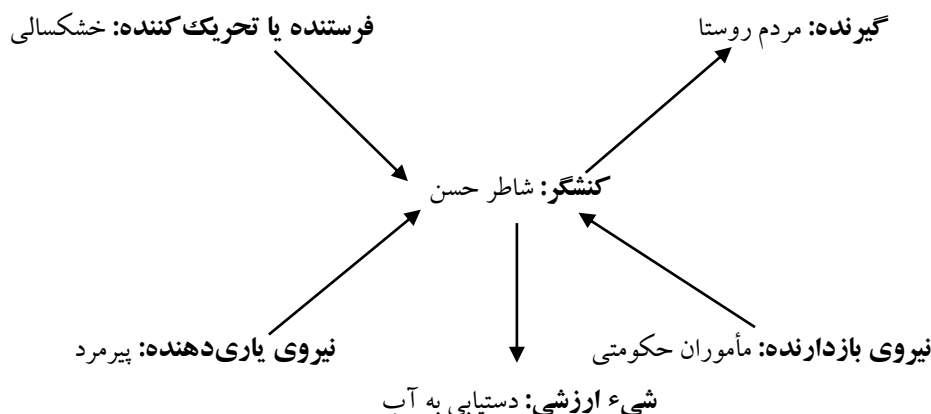 گیرنده: مردم روستا
فرستنده یا تحریک‌کننده: خشکسالی
کنشگر: شاطر حسن
نیروی بازدارنده: مأموران حکومتی
نیروی یاری‌دهنده: پیرمرد
شیء ارزشی: دستیابی به آب